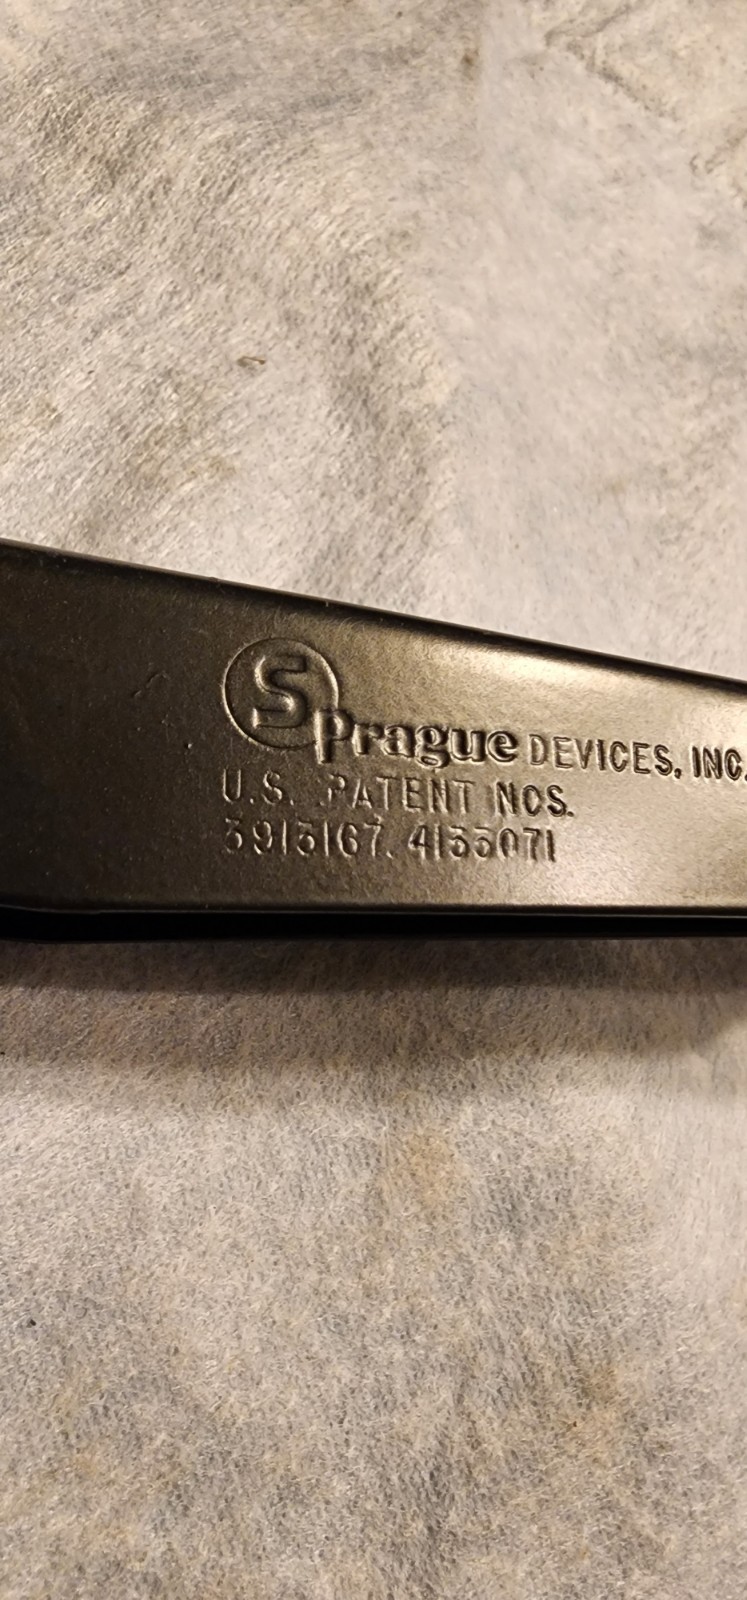 Sprague DEVICES, INC.
U.S. PATENT NOS.
3913167. 4133071